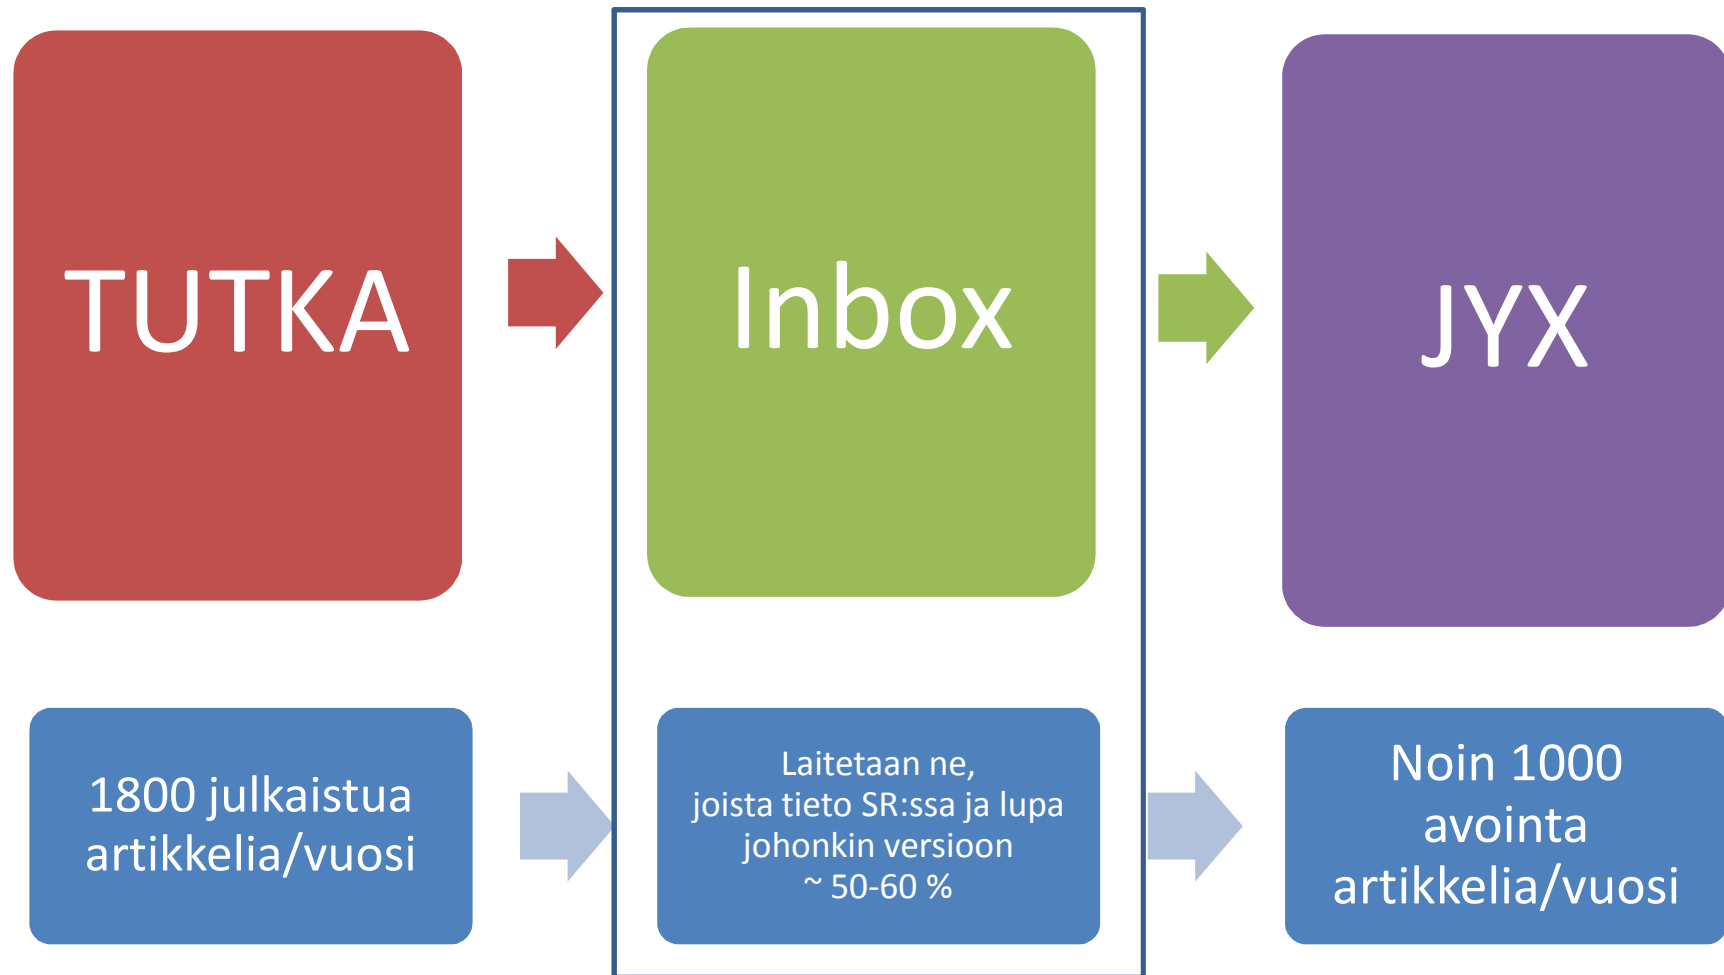 TUTKA
Inbox
JYX
1800 julkaistua
artikkelia/vuosi
Laitetaan ne,
joista tieto SR:ssa ja lupa
johonkin versioon
~ 50-60 %
Noin 1000
avointa
artikkelia/vuosi